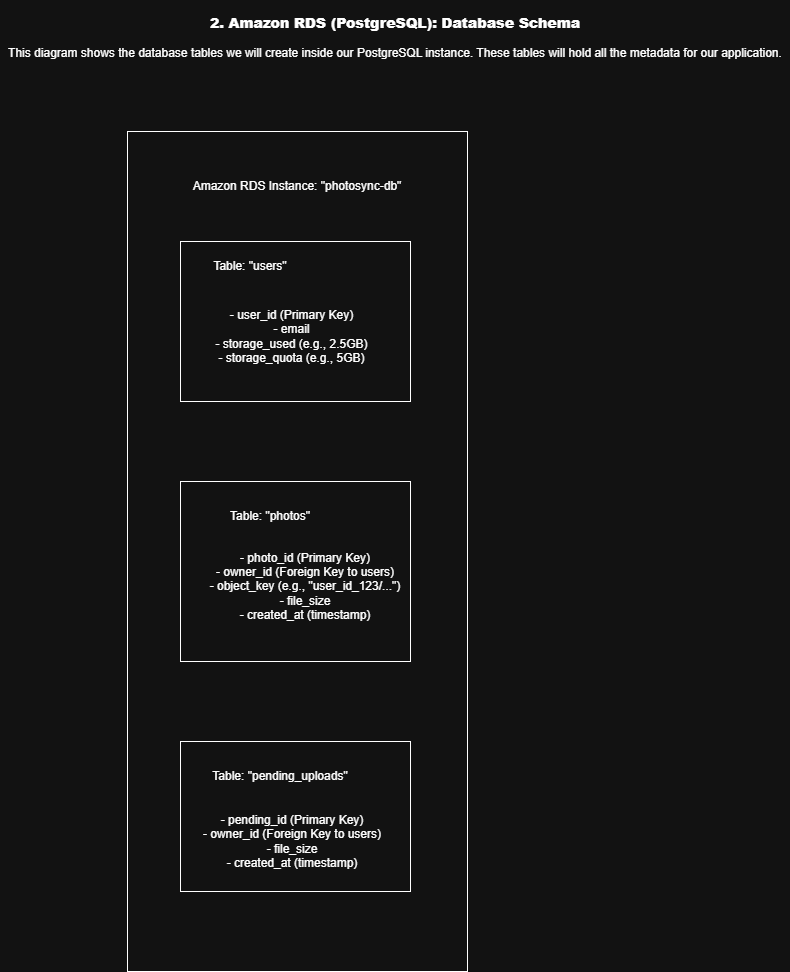 2. Amazon RDS (PostgreSQL): Database Schema
This diagram shows the database tables we will create inside our PostgreSQL instance. These tables will hold all the metadata for our application.
Amazon RDS Instance: "photosync-db"
Table: "users"
- user_id (Primary Key)
- email
- storage_used (e.g., 2.5GB)
- storage_quota (e.g., 5GB)
Table: "photos"
- photo_id (Primary Key)
- owner_id (Foreign Key to users)
- object_key (e.g., "user_id_123/...")
- file_size
- created_at (timestamp)
Table: "pending_uploads"
- pending_id (Primary Key)
- owner_id (Foreign Key to users)
- file_size
- created_at (timestamp)